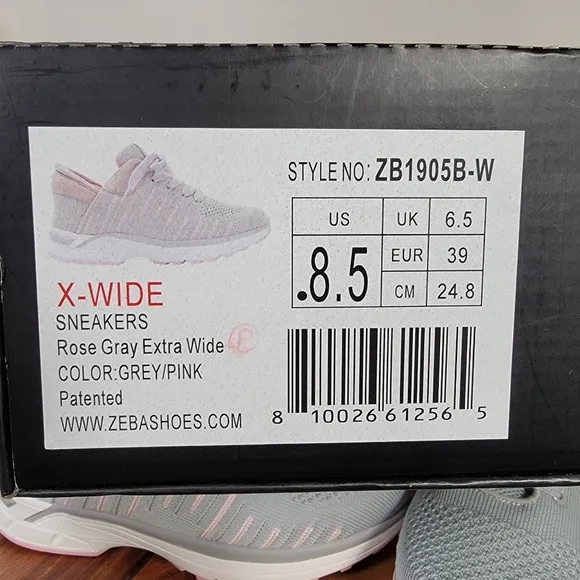 STYLE NO: ZB1905B-W
US UK 6.5
.8.5 EUR 39
CM 24.8
X-WIDE
SNEAKERS
Rose Gray Extra Wide
COLOR:GREY/PINK
Patented
WWW.ZEBASHOES.COM
8 10026 61256 5